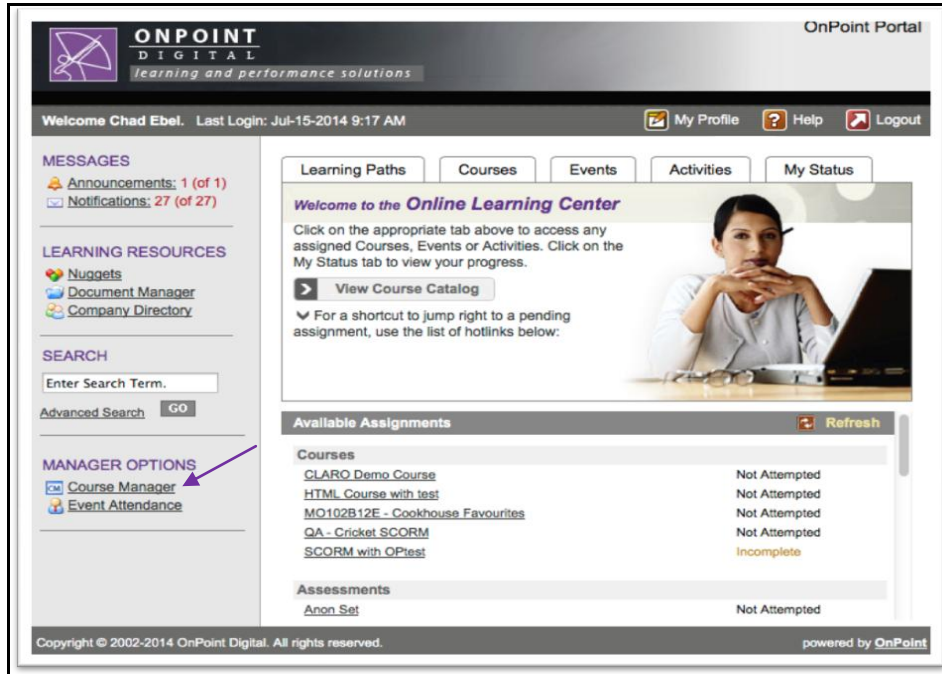 ONPOINT
DIGITAL
learning and performance solutions
OnPoint Portal
Welcome Chad Ebel. Last Login: Jul-15-2014 9:17 AM
My Profile
Help
Logout
MESSAGES
Announcements: 1 (of 1)
Notifications: 27 (of 27)
LEARNING RESOURCES
Nuggets
Document Manager
Company Directory
SEARCH
Enter Search Term.
Advanced Search GO
MANAGER OPTIONS
CM Course Manager
Event Attendance
Learning Paths
Courses
Events
Activities
My Status
Welcome to the Online Learning Center
Click on the appropriate tab above to access any
assigned Courses, Events or Activities. Click on the
My Status tab to view your progress.
View Course Catalog
For a shortcut to jump right to a pending
assignment, use the list of hotlinks below:
Available Assignments Refresh
Courses
CLARO Demo Course Not Attempted
HTML Course with test Not Attempted
MO102B12E - Cookhouse Favourites Not Attempted
QA - Cricket SCORM Not Attempted
SCORM with OPtest Incomplete
Assessments
Anon Set Not Attempted
Copyright © 2002-2014 OnPoint Digital. All rights reserved.
powered by OnPoint